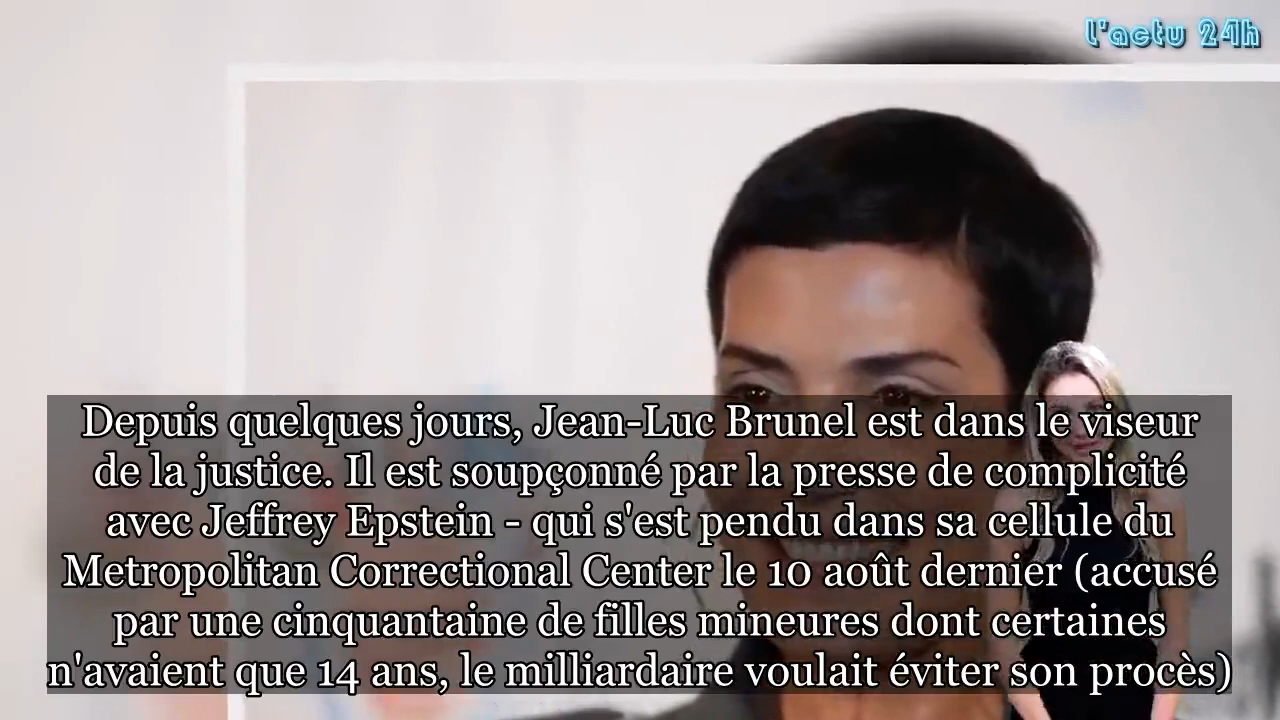 l'actu 24h
Depuis quelques jours, Jean-Luc Brunel est dans le viseur
de la justice. Il est soupçonné par la presse de complicité
avec Jeffrey Epstein - qui s'est pendu dans sa cellule du
Metropolitan Correctional Center le 10 août dernier (accusé
par une cinquantaine de filles mineures dont certaines
n'avaient que 14 ans, le milliardaire voulait éviter son procès)